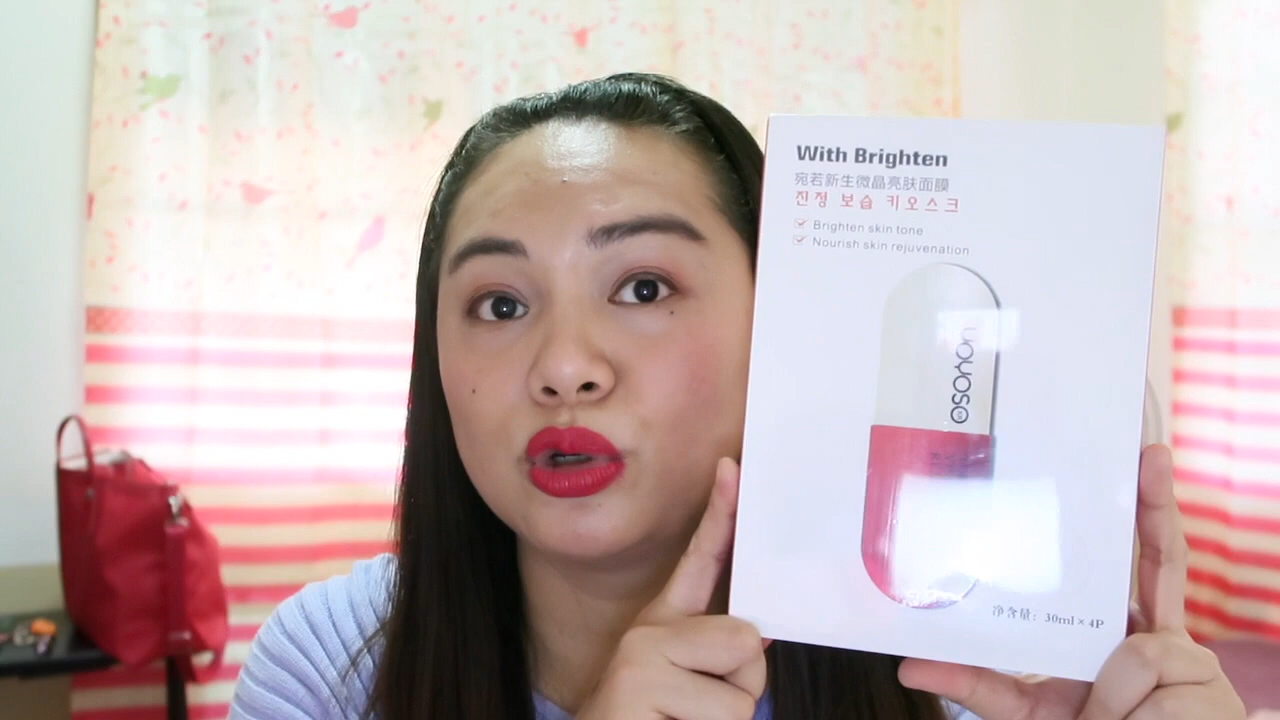 With Brighten
宛若新生微晶亮肤面膜
진정 보습 키오스크
Brighten skin tone
Nourish skin rejuvenation
UOYOSO
净含量: 30ml×4P